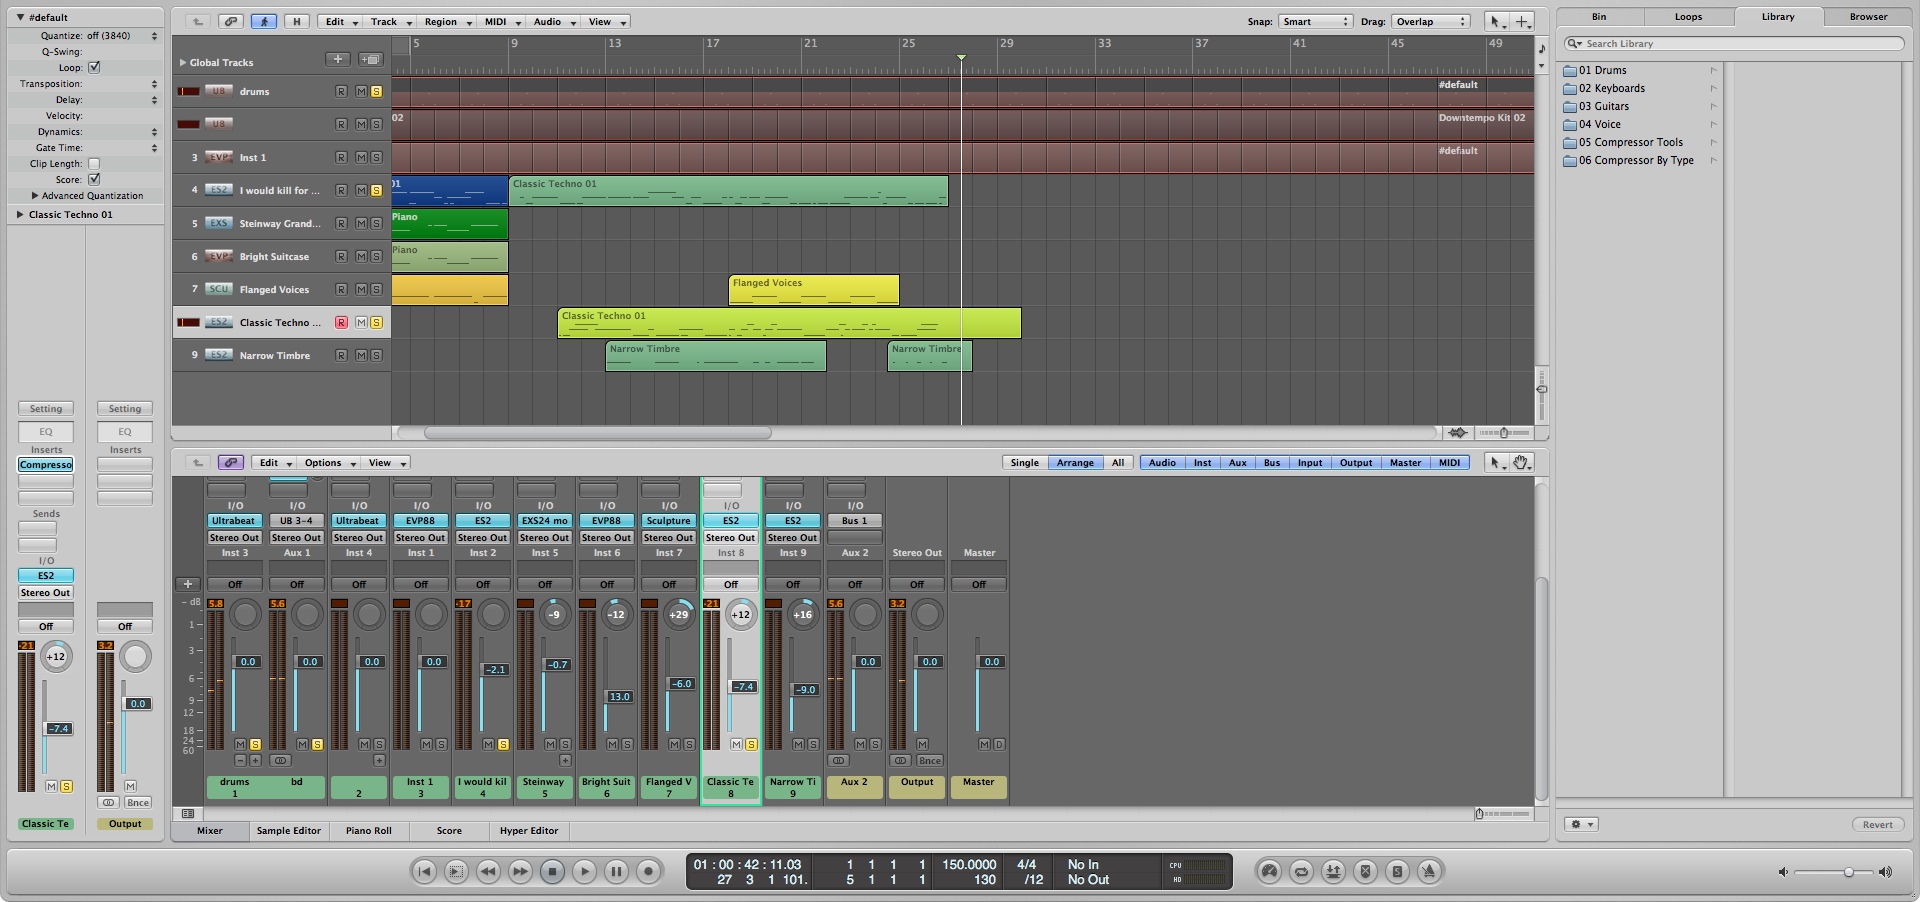 #default
Quantize: off (3840)
Q-Swing:
Loop:
Transposition:
Delay:
Velocity:
Dynamics:
Gate Time:
Clip Length:
Score:
Advanced Quantization
Classic Techno 01
Setting Setting
EQ EQ
Inserts Inserts
Compresso
Sends
I/O
ES2
Stereo Out
Off Off
-21 +12 3.2
-7.4 0.0
M S M
Bnce
Classic Te Output
H Edit Track Region MIDI Audio View Snap: Smart Drag: Overlap
5 9 13 17 21 25 29 33 37 41 45 49
Global Tracks
UB drums R M S #default
UB R M S 02 Downtempo Kit 02
3 EVP Inst 1 R M S #default
4 ES2 I would kill for ... R M S 01 Classic Techno 01
5 EXS Steinway Grand... R M S Piano
6 EVP Bright Suitcase R M S Piano
7 SCU Flanged Voices R M S Flanged Voices
ES2 Classic Techno ... R M S Classic Techno 01
9 ES2 Narrow Timbre R M S Narrow Timbre Narrow Timbre
Edit Options View Single Arrange All Audio Inst Aux Bus Input Output Master MIDI
I/O I/O I/O I/O I/O I/O I/O I/O I/O I/O I/O
Ultrabeat UB 3-4 Ultrabeat EVP88 ES2 EXS24 mo EVP88 Sculpture ES2 ES2 Bus 1
Stereo Out Stereo Out Stereo Out Stereo Out Stereo Out Stereo Out Stereo Out Stereo Out Stereo Out Stereo Out
Inst 3 Aux 1 Inst 4 Inst 1 Inst 2 Inst 5 Inst 6 Inst 7 Inst 8 Inst 9 Aux 2 Stereo Out Master
Off Off Off Off Off Off Off Off Off Off Off Off Off
- dB 5.8 5.6 -17 -9 -12 +29 -21 +12 +16 5.6 3.2
1
3
6
9
12
18
24
60
0.0 0.0 0.0 0.0 -2.1 -0.7 13.0 -6.0 -7.4 -9.0 0.0 0.0 0.0
M S M S M S M S M S M S M S M S M S M S M S M M D
Bnce
drums bd Inst 1 I would kil Steinway Bright Suit Flanged V Classic Te Narrow Ti Aux 2 Output Master
1 2 3 4 5 6 7 8 9
Mixer Sample Editor Piano Roll Score Hyper Editor
01 : 00 : 42 : 11.03 1 1 1 1 150.0000 4/4 No In CPU
27 3 1 101. 5 1 1 1 130 /12 No Out HD
Bin Loops Library Browser
Search Library
01 Drums
02 Keyboards
03 Guitars
04 Voice
05 Compressor Tools
06 Compressor By Type
Revert